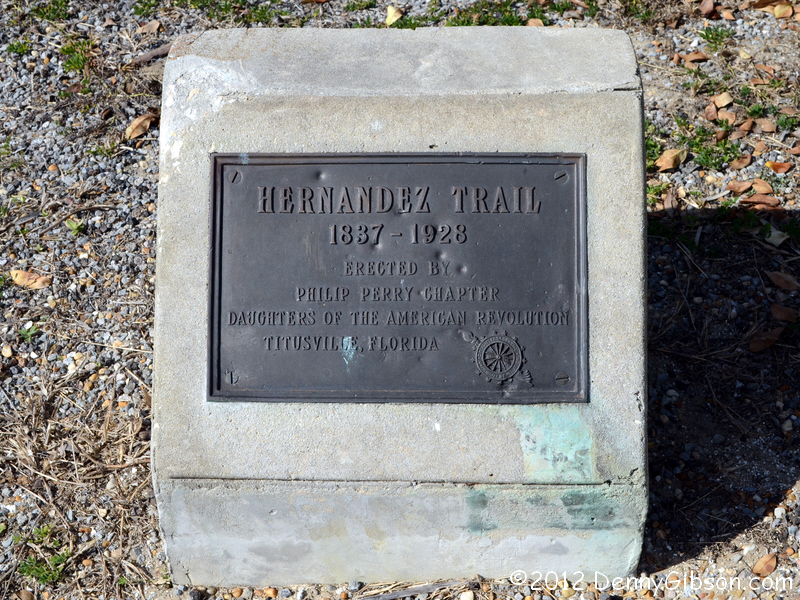 HERNANDEZ TRAIL
1837-1928
ERECTED BY
PHILIP PERRY CHAPTER
DAUGHTERS OF THE AMERICAN REVOLUTION
TITUSVILLE, FLORIDA
©2012 DennyGibson.com